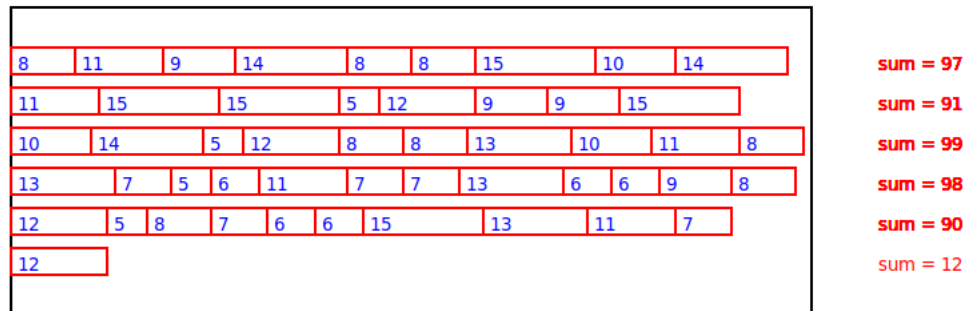 8 11 9 14 8 8 15 10 14 sum = 97
11 15 15 5 12 9 9 15 sum = 91
10 14 5 12 8 8 13 10 11 8 sum = 99
13 7 5 6 11 7 7 13 6 6 9 8 sum = 98
12 5 8 7 6 6 15 13 11 7 sum = 90
12 sum = 12